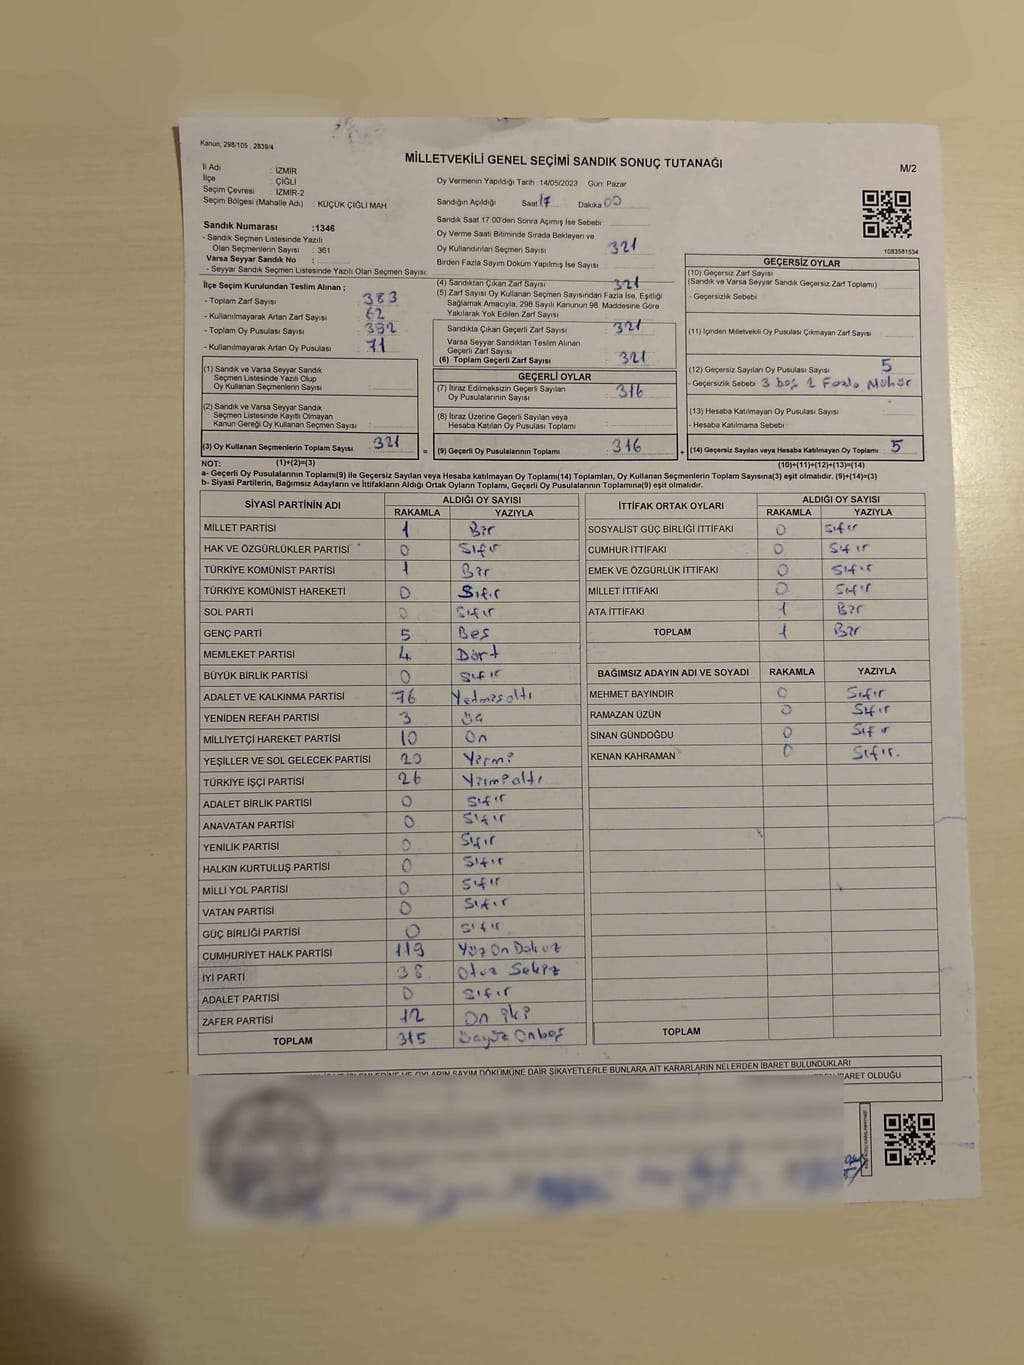 Kanun; 298/105 , 2839/4
MİLLETVEKİLİ GENEL SEÇİMİ SANDIK SONUÇ TUTANAĞI
M/2
İl Adı : İZMİR
İlçe : ÇİĞLİ
Seçim Çevresi : İZMİR-2
Seçim Bölgesi (Mahalle Adı) : KÜÇÜK ÇİĞLİ MAH
Oy Vermenin Yapıldığı Tarih : 14/05/2023 Gün: Pazar
Sandığın Açıldığı Saat 17 Dakika 00
Sandık Saat 17.00'den Sonra Açımış İse Sebebi
Oy Verme Saati Bitiminde Sırada Bekleyen ve
Oy Kullandırılan Seçmen Sayısı 321
Birden Fazla Sayım Döküm Yapılmış İse Sayısı
Sandık Numarası :1346
- Sandık Seçmen Listesinde Yazılı
Olan Seçmenlerin Sayısı : 361
Varsa Seyyar Sandık No :
- Seyyar Sandık Seçmen Listesinde Yazılı Olan Seçmen Sayısı:
1083581534
İlçe Seçim Kurulundan Teslim Alınan ;
- Toplam Zarf Sayısı 383
- Kullanılmayarak Artan Zarf Sayısı 62
- Toplam Oy Pusulası Sayısı 392
- Kullanılmayarak Artan Oy Pusulası 71
(1) Sandık ve Varsa Seyyar Sandık
Seçmen Listesinde Yazılı Olup
Oy Kullanan Seçmenlerin Sayısı
(2) Sandık ve Varsa Seyyar Sandık
Seçmen Listesinde Kayıtlı Olmayan
Kanun Gereği Oy Kullanan Seçmen Sayısı
(3) Oy Kullanan Seçmenlerin Toplam Sayısı 321
(4) Sandıktan Çıkan Zarf Sayısı 321
(5) Zarf Sayısı Oy Kullanan Seçmen Sayısından Fazla İse, Eşitliği
Sağlamak Amacıyla, 298 Sayılı Kanunun 98. Maddesine Göre
Yakılarak Yok Edilen Zarf Sayısı
Sandıkta Çıkan Geçerli Zarf Sayısı 321
Varsa Seyyar Sandıktan Teslim Alınan
Geçerli Zarf Sayısı
(6) Toplam Geçerli Zarf Sayısı 321
GEÇERLİ OYLAR
(7) İtiraz Edilmeksizin Geçerli Sayılan
Oy Pusulalarının Sayısı 316
(8) İtiraz Üzerine Geçerli Sayılan veya
Hesaba Katılan Oy Pusulası Toplamı
= (9) Geçerli Oy Pusulalarının Toplamı 316
GEÇERSİZ OYLAR
(10) Geçersiz Zarf Sayısı
(Sandık ve Varsa Seyyar Sandık Geçersiz Zarf Toplamı)
- Geçersizlik Sebebi
(11) İçinden Milletvekili Oy Pusulası Çıkmayan Zarf Sayısı
(12) Geçersiz Sayılan Oy Pusulası Sayısı 5
- Geçersizlik Sebebi 3 boş 2 Fazla Mühür
(13) Hesaba Katılmayan Oy Pusulası Sayısı
- Hesaba Katılmama Sebebi
+ (14) Geçersiz Sayılan veya Hesaba Katılmayan Oy Toplamı 5
NOT: (1)+(2)=(3)
(10)+(11)+(12)+(13)=(14)
a- Geçerli Oy Pusulalarının Toplamı(9) ile Geçersiz Sayılan veya Hesaba katılmayan Oy Toplamı(14) Toplamları, Oy Kullanan Seçmenlerin Toplam Sayısına(3) eşit olmalıdır. (9)+(14)=(3)
b- Siyasi Partilerin, Bağımsız Adayların ve İttifakların Aldığı Ortak Oyların Toplamı, Geçerli Oy Pusulalarının Toplamına(9) eşit olmalıdır.
SİYASİ PARTİNİN ADI ALDIĞI OY SAYISI
RAKAMLA YAZIYLA
MİLLET PARTİSİ 1 Bir
HAK VE ÖZGÜRLÜKLER PARTİSİ 0 Sıfır
TÜRKİYE KOMÜNİST PARTİSİ 1 Bir
TÜRKİYE KOMÜNİST HAREKETİ 0 Sıfır
SOL PARTİ 0 Sıfır
GENÇ PARTİ 5 Beş
MEMLEKET PARTİSİ 4 Dört
BÜYÜK BİRLİK PARTİSİ 0 Sıfır
ADALET VE KALKINMA PARTİSİ 76 Yetmişaltı
YENİDEN REFAH PARTİSİ 3 Üç
MİLLİYETÇİ HAREKET PARTİSİ 10 On
YEŞİLLER VE SOL GELECEK PARTİSİ 20 Yirmi
TÜRKİYE İŞÇİ PARTİSİ 26 Yirmialtı
ADALET BİRLİK PARTİSİ 0 Sıfır
ANAVATAN PARTİSİ 0 Sıfır
YENİLİK PARTİSİ 0 Sıfır
HALKIN KURTULUŞ PARTİSİ 0 Sıfır
MİLLİ YOL PARTİSİ 0 Sıfır
VATAN PARTİSİ 0 Sıfır
GÜÇ BİRLİĞİ PARTİSİ 0 Sıfır
CUMHURİYET HALK PARTİSİ 119 Yüz On Dokuz
İYİ PARTİ 38 Otuz Sekiz
ADALET PARTİSİ 0 Sıfır
ZAFER PARTİSİ 12 On iki
TOPLAM 315 Üçyüz Onbeş
İTTİFAK ORTAK OYLARI ALDIĞI OY SAYISI
RAKAMLA YAZIYLA
SOSYALİST GÜÇ BİRLİĞİ İTTİFAKI 0 Sıfır
CUMHUR İTTİFAKI 0 Sıfır
EMEK VE ÖZGÜRLÜK İTTİFAKI 0 Sıfır
MİLLET İTTİFAKI 0 Sıfır
ATA İTTİFAKI 1 Bir
TOPLAM 1 Bir
BAĞIMSIZ ADAYIN ADI VE SOYADI RAKAMLA YAZIYLA
MEHMET BAYINDIR 0 Sıfır
RAMAZAN ÜZÜN 0 Sıfır
SİNAN GÜNDOĞDU 0 Sıfır
KENAN KAHRAMAN 0 Sıfır.
TOPLAM
VE OYLARIN SAYIM DÖKÜMÜNE DAİR ŞİKAYETLERLE BUNLARA AİT KARARLARIN NELERDEN İBARET BULUNDUKLARI
İBARET OLDUĞU